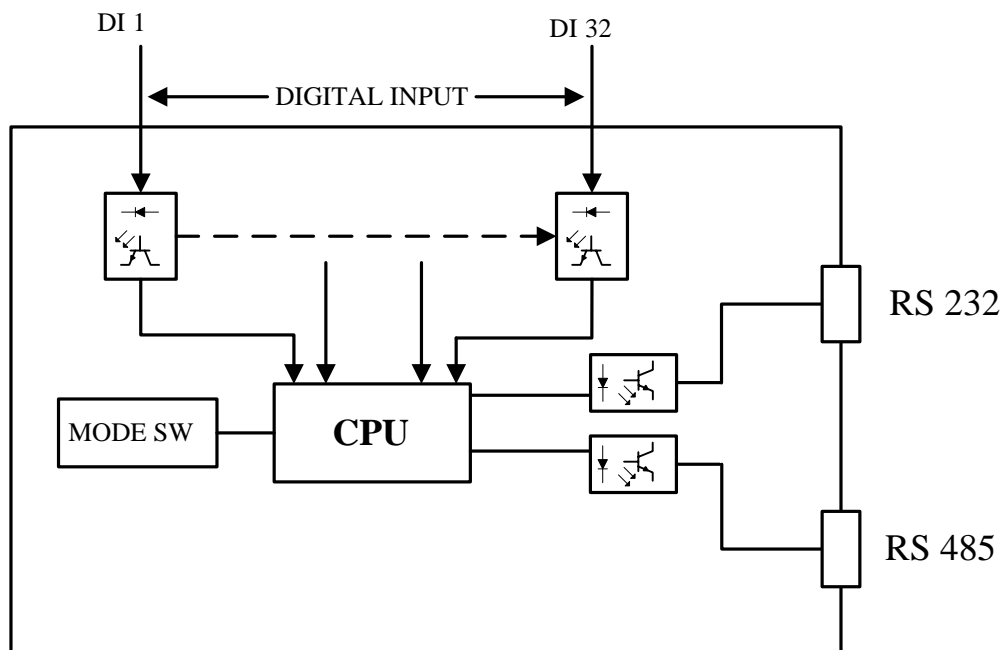 DI 1
DI 32
DIGITAL INPUT
RS 232
MODE SW
CPU
RS 485